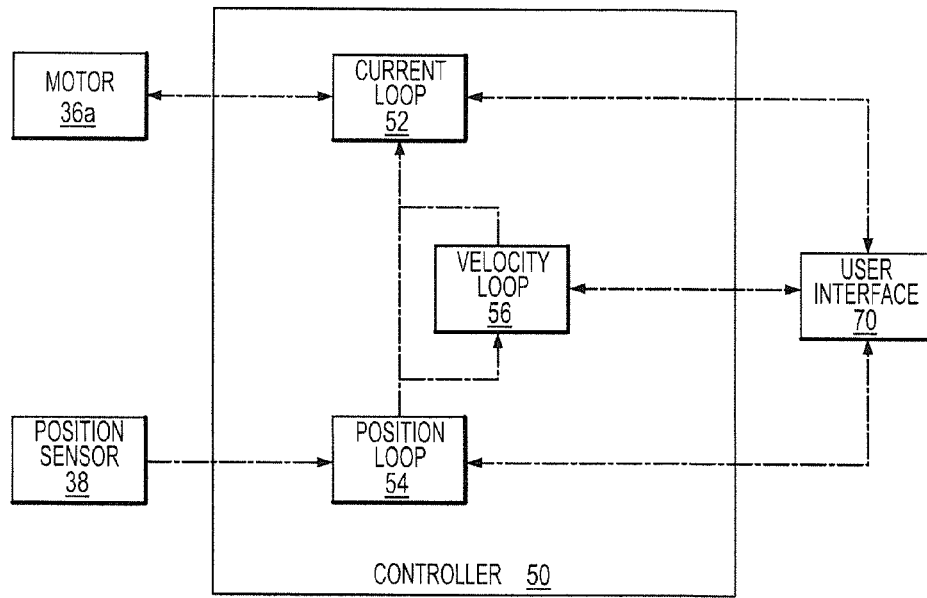 MOTOR
36a
CURRENT
LOOP
52
VELOCITY
LOOP
56
USER
INTERFACE
70
POSITION
SENSOR
38
POSITION
LOOP
54
CONTROLLER 50